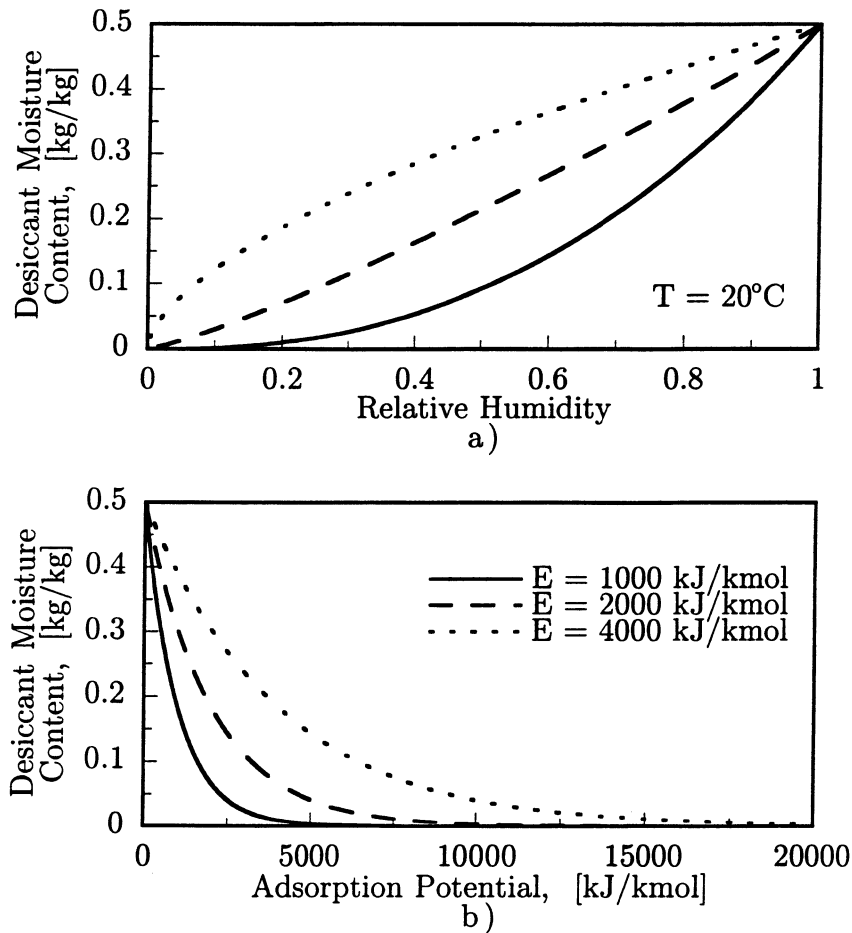 0.5
0.4
0.3
0.2
0.1
0
Desiccant Moisture
Content, [kg/kg]
T = 20°C
0 0.2 0.4 0.6 0.8 1
Relative Humidity
a)
0.5
0.4
0.3
0.2
0.1
0
Desiccant Moisture
Content, [kg/kg]
E = 1000 kJ/kmol
E = 2000 kJ/kmol
E = 4000 kJ/kmol
0 5000 10000 15000 20000
Adsorption Potential, [kJ/kmol]
b)